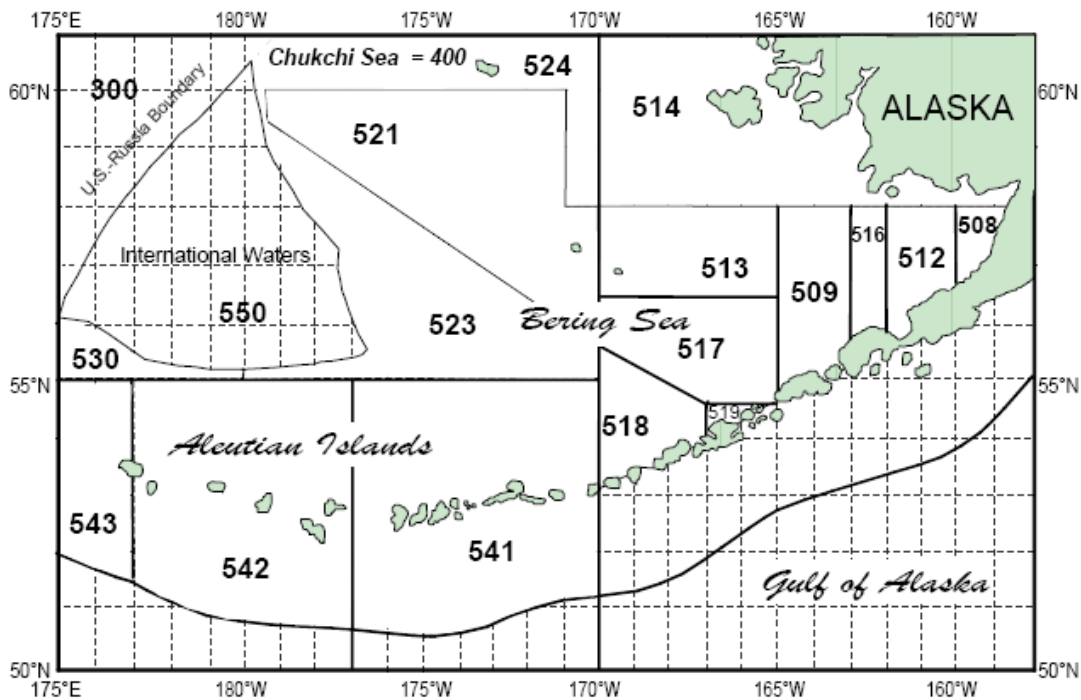 175°E 180°W 175°W 170°W 165°W 160°W
Chukchi Sea = 400
524
300
60°N
60°N
514
ALASKA
521
U.S.-Russia Boundary
508
516
International Waters
513
512
509
550
523
Bering Sea
517
530
55°N
55°N
519
518
Aleutian Islands
543
541
542
Gulf of Alaska
50°N
50°N
175°E 180°W 175°W 170°W 165°W 160°W